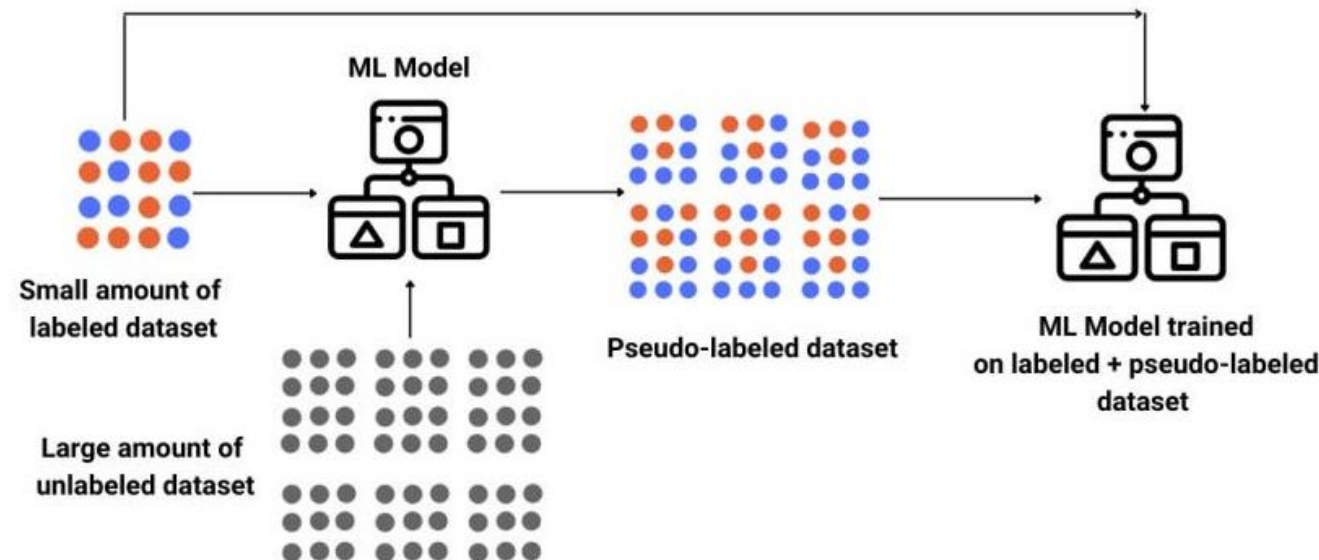 ML Model
Small amount of
labeled dataset
Pseudo-labeled dataset
ML Model trained
on labeled + pseudo-labeled
dataset
Large amount of
unlabeled dataset